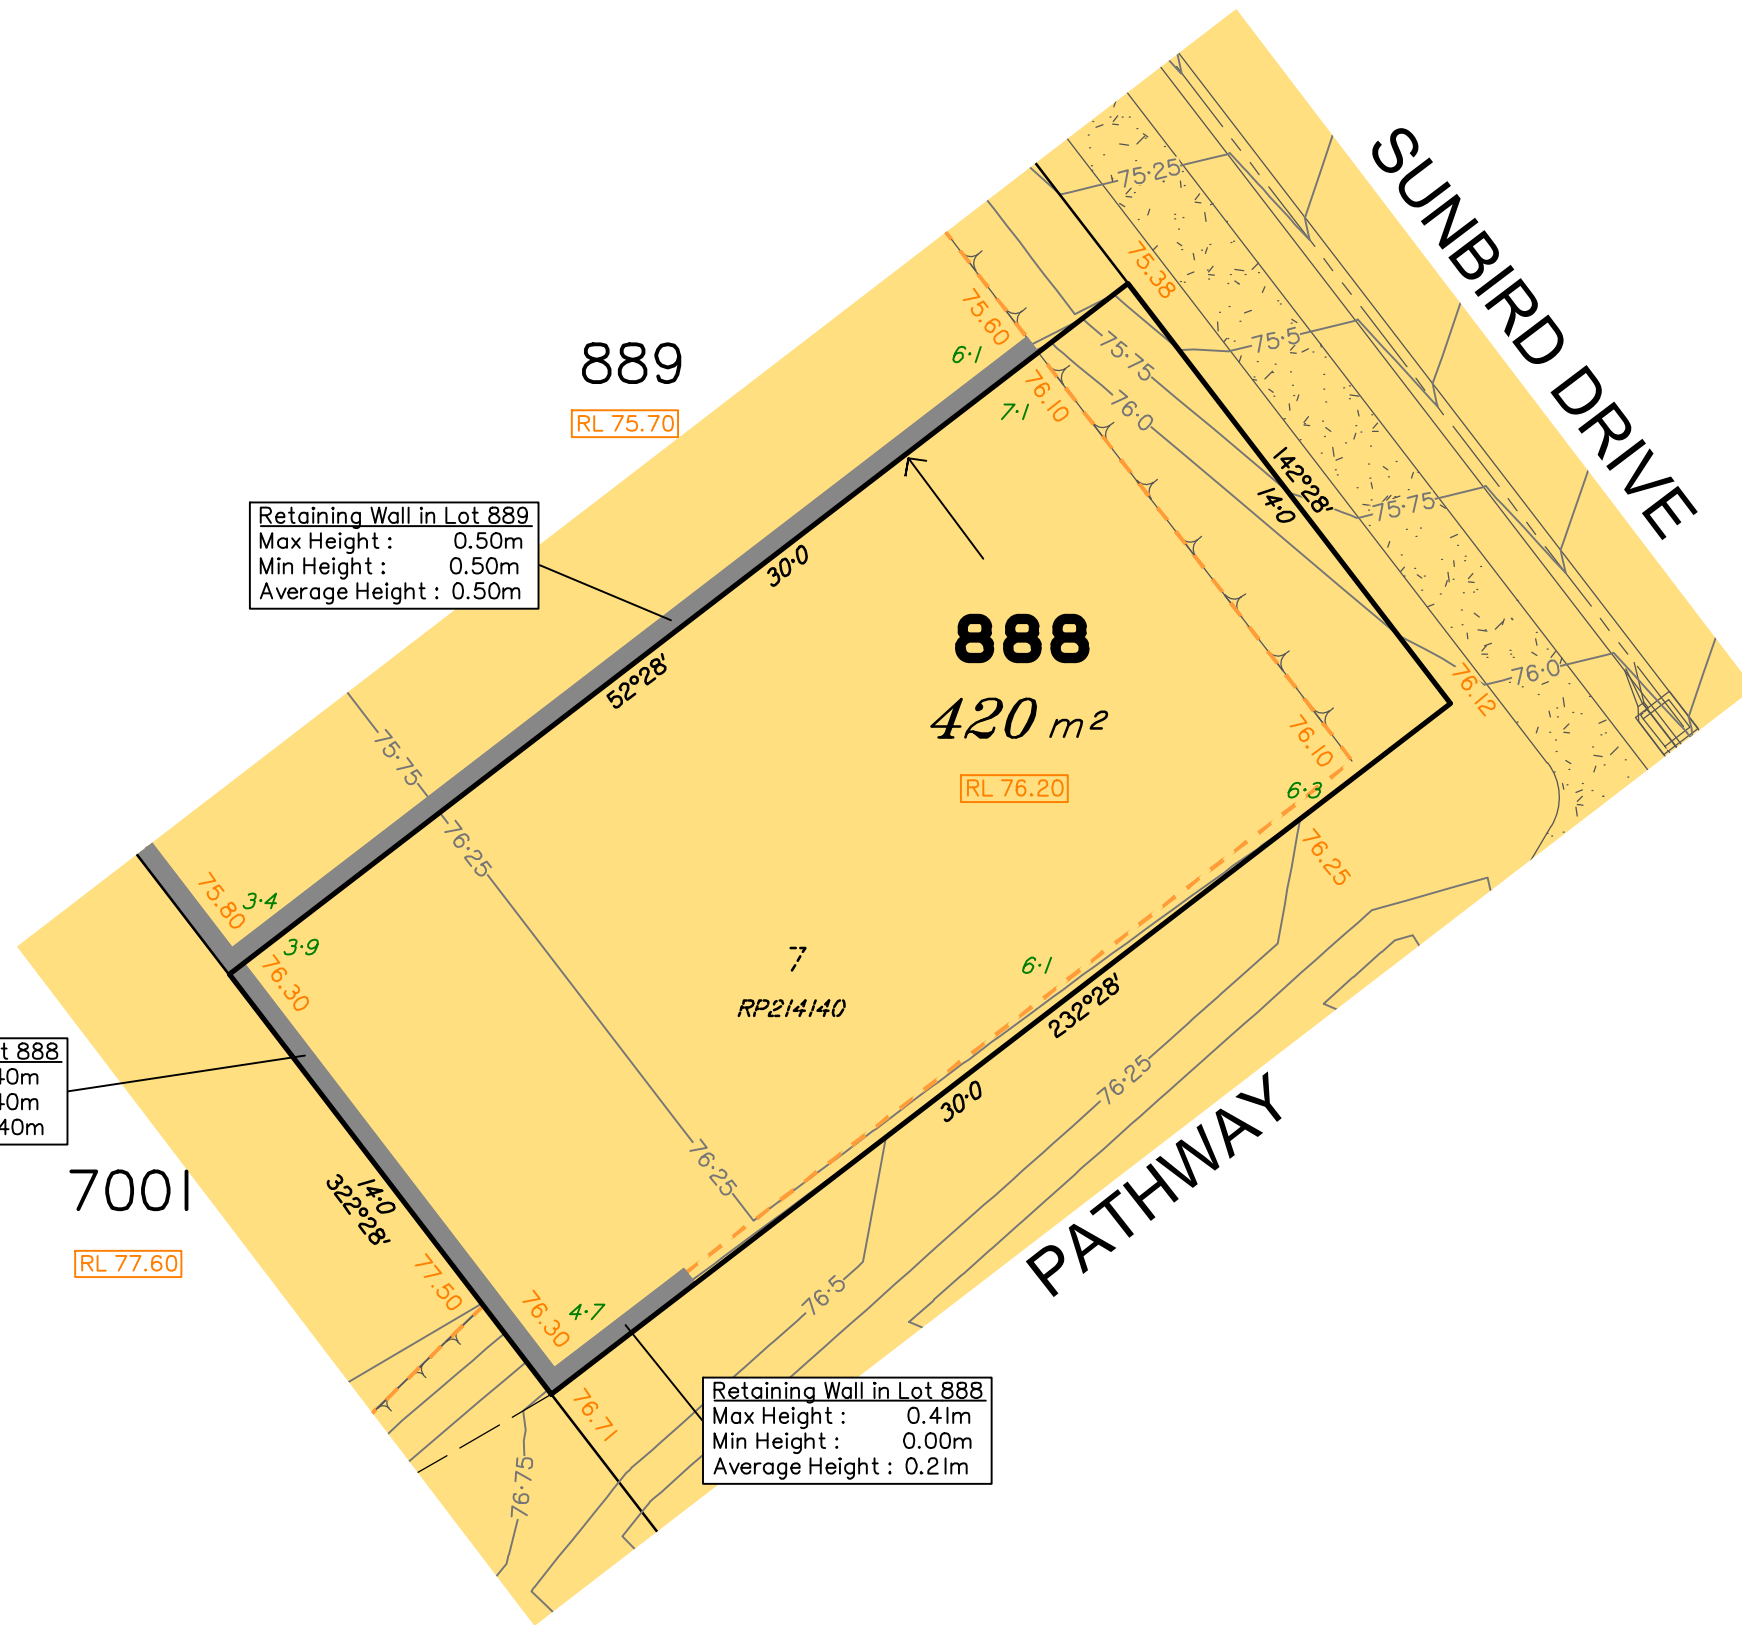 SUNBIRD DRIVE
75·25
75.38
75.60
6·1
75·75
75·5
889
RL 75.70
76.10
7·1
76·0
142°28'
14·0
75·75
Retaining Wall in Lot 889
Max Height : 0.50m
Min Height : 0.50m
Average Height : 0.50m
30·0
52°28'
888
420 m²
RL 76.20
76.12
76·0
76.10
6·3
76.25
75·75
76·25
75.80
3·4
3·9
76.30
7
RP214140
6·1
232°28'
30·0
76·25
PATHWAY
t 888
40m
40m
40m
7001
RL 77.60
14·0
322°28'
76·25
77.50
76.30
4·7
76·5
76.71
76·75
Retaining Wall in Lot 888
Max Height : 0.41m
Min Height : 0.00m
Average Height : 0.21m